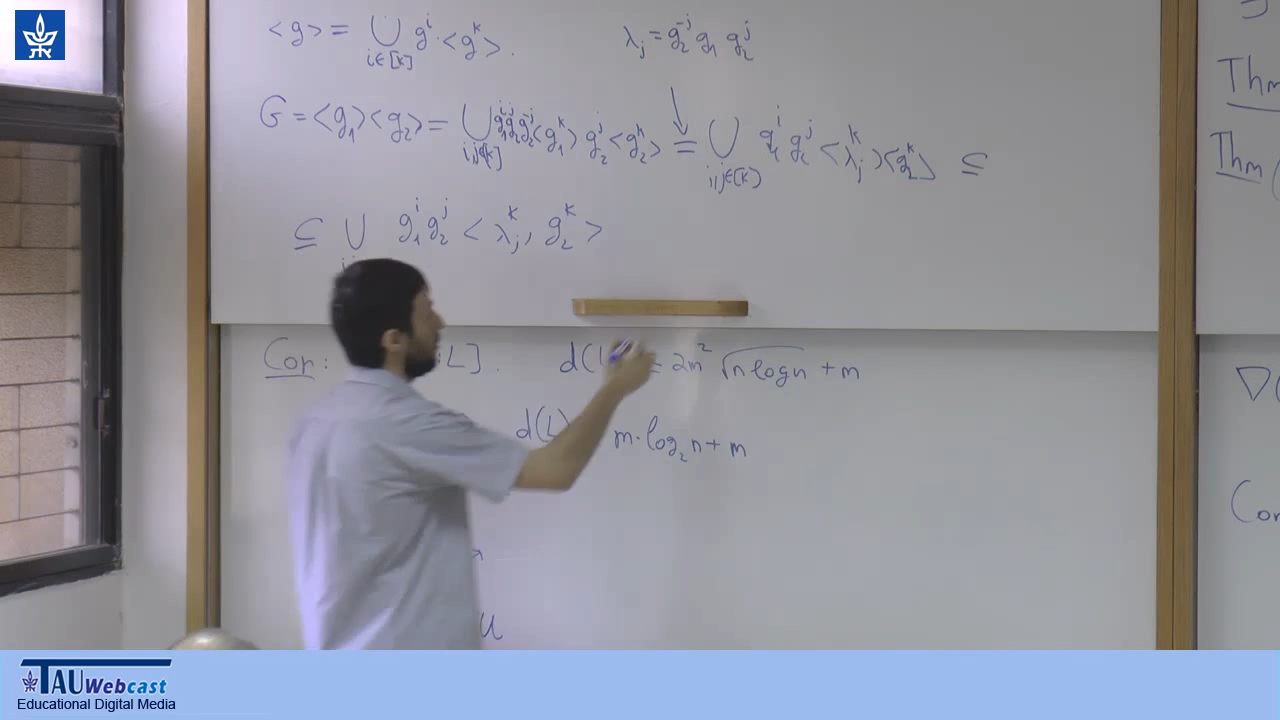 <g> = ∪ g^i · <g^k> . λ_j = g_2^{-j} g_1 g_2^j
i∈[k]
G = <g_1><g_2> = ∪ g_1^i g_2^j g_2^{-j} <g_1^k> g_2^j <g_2^k> = ∪ g_1^i g_2^j <λ_j^k><g_2^k> ⊆
i,j∈[k] i,j∈[k]
⊆ ∪ g_1^i g_2^j < λ_j^k, g_2^k >
Cor: :L] . d( 2m^2 √n log n + m
d(L) m · log_2 n + m
u
Thm
Thm (
∇(
Cor
TAU Webcast
Educational Digital Media